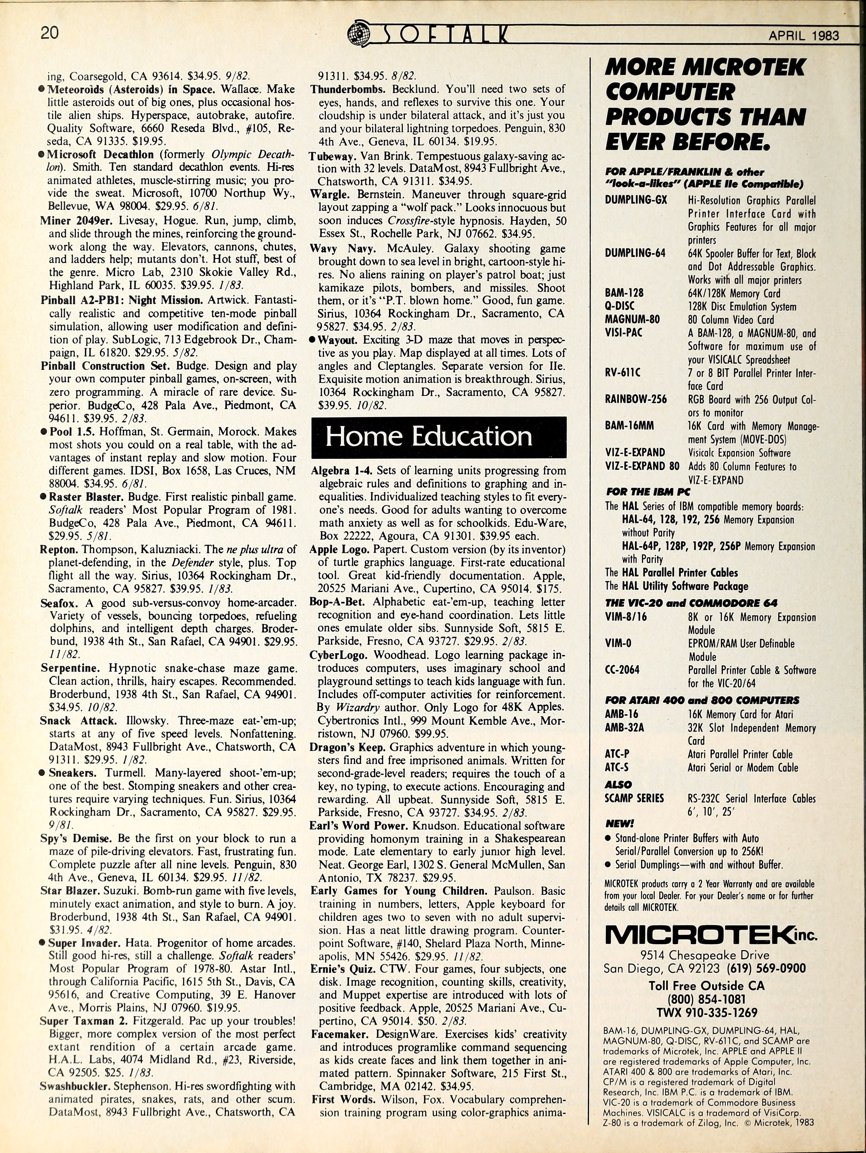 20
SOFTALK
APRIL 1983
ing, Coarsegold, CA 93614. $34.95. 9/82.
● Meteoroids (Asteroids) in Space. Wallace. Make
little asteroids out of big ones, plus occasional hos-
tile alien ships. Hyperspace, autobrake, autofire.
Quality Software, 6660 Reseda Blvd., #105, Re-
seda, CA 91335. $19.95.
● Microsoft Decathlon (formerly Olympic Decath-
lon). Smith. Ten standard decathlon events. Hi-res
animated athletes, muscle-stirring music; you pro-
vide the sweat. Microsoft, 10700 Northup Wy.,
Bellevue, WA 98004. $29.95. 6/81.
Miner 2049er. Livesay, Hogue. Run, jump, climb,
and slide through the mines, reinforcing the ground-
work along the way. Elevators, cannons, chutes,
and ladders help; mutants don't. Hot stuff, best of
the genre. Micro Lab, 2310 Skokie Valley Rd.,
Highland Park, IL 60035. $39.95. 1/83.
Pinball A2-PB1: Night Mission. Artwick. Fantasti-
cally realistic and competitive ten-mode pinball
simulation, allowing user modification and defini-
tion of play. SubLogic, 713 Edgebrook Dr., Cham-
paign, IL 61820. $29.95. 5/82.
Pinball Construction Set. Budge. Design and play
your own computer pinball games, on-screen, with
zero programming. A miracle of rare device. Su-
perior. BudgeCo, 428 Pala Ave., Piedmont, CA
94611. $39.95. 2/83.
● Pool 1.5. Hoffman, St. Germain, Morock. Makes
most shots you could on a real table, with the ad-
vantages of instant replay and slow motion. Four
different games. IDSI, Box 1658, Las Cruces, NM
88004. $34.95. 6/81.
● Raster Blaster. Budge. First realistic pinball game.
Softalk readers' Most Popular Program of 1981.
BudgeCo, 428 Pala Ave., Piedmont, CA 94611.
$29.95. 5/81.
Repton. Thompson, Kaluzniacki. The ne plus ultra of
planet-defending, in the Defender style, plus. Top
flight all the way. Sirius, 10364 Rockingham Dr.,
Sacramento, CA 95827. $39.95. 1/83.
Seafox. A good sub-versus-convoy home-arcader.
Variety of vessels, bouncing torpedoes, refueling
dolphins, and intelligent depth charges. Broder-
bund, 1938 4th St., San Rafael, CA 94901. $29.95.
11/82.
Serpentine. Hypnotic snake-chase maze game.
Clean action, thrills, hairy escapes. Recommended.
Broderbund, 1938 4th St., San Rafael, CA 94901.
$34.95. 10/82.
Snack Attack. Illowsky. Three-maze eat-'em-up;
starts at any of five speed levels. Nonfattening.
DataMost, 8943 Fullbright Ave., Chatsworth, CA
91311. $29.95. 1/82.
● Sneakers. Turmell. Many-layered shoot-'em-up;
one of the best. Stomping sneakers and other crea-
tures require varying techniques. Fun. Sirius, 10364
Rockingham Dr., Sacramento, CA 95827. $29.95.
9/81.
Spy's Demise. Be the first on your block to run a
maze of pile-driving elevators. Fast, frustrating fun.
Complete puzzle after all nine levels. Penguin, 830
4th Ave., Geneva, IL 60134. $29.95. 11/82.
Star Blazer. Suzuki. Bomb-run game with five levels,
minutely exact animation, and style to burn. A joy.
Broderbund, 1938 4th St., San Rafael, CA 94901.
$31.95. 4/82.
● Super Invader. Hata. Progenitor of home arcades.
Still good hi-res, still a challenge. Softalk readers'
Most Popular Program of 1978-80. Astar Intl.,
through California Pacific, 1615 5th St., Davis, CA
95616, and Creative Computing, 39 E. Hanover
Ave., Morris Plains, NJ 07960. $19.95.
Super Taxman 2. Fitzgerald. Pac up your troubles!
Bigger, more complex version of the most perfect
extant rendition of a certain arcade game.
H.A.L. Labs, 4074 Midland Rd., #23, Riverside,
CA 92505. $25. 1/83.
Swashbuckler. Stephenson. Hi-res swordfighting with
animated pirates, snakes, rats, and other scum.
DataMost, 8943 Fullbright Ave., Chatsworth, CA
91311. $34.95. 8/82.
Thunderbombs. Becklund. You'll need two sets of
eyes, hands, and reflexes to survive this one. Your
cloudship is under bilateral attack, and it's just you
and your bilateral lightning torpedoes. Penguin, 830
4th Ave., Geneva, IL 60134. $19.95.
Tubeway. Van Brink. Tempestuous galaxy-saving ac-
tion with 32 levels. DataMost, 8943 Fullbright Ave.,
Chatsworth, CA 91311. $34.95.
Wargle. Bernstein. Maneuver through square-grid
layout zapping a "wolf pack." Looks innocuous but
soon induces Crossfire-style hypnosis. Hayden, 50
Essex St., Rochelle Park, NJ 07662. $34.95.
Wavy Navy. McAuley. Galaxy shooting game
brought down to sea level in bright, cartoon-style hi-
res. No aliens raining on player's patrol boat; just
kamikaze pilots, bombers, and missiles. Shoot
them, or it's "P.T. blown home." Good, fun game.
Sirius, 10364 Rockingham Dr., Sacramento, CA
95827. $34.95. 2/83.
● Wayout. Exciting 3-D maze that moves in perspec-
tive as you play. Map displayed at all times. Lots of
angles and Cleptangles. Separate version for IIe.
Exquisite motion animation is breakthrough. Sirius,
10364 Rockingham Dr., Sacramento, CA 95827.
$39.95. 10/82.
Home Education
Algebra 1-4. Sets of learning units progressing from
algebraic rules and definitions to graphing and in-
equalities. Individualized teaching styles to fit every-
one's needs. Good for adults wanting to overcome
math anxiety as well as for schoolkids. Edu-Ware,
Box 22222, Agoura, CA 91301. $39.95 each.
Apple Logo. Papert. Custom version (by its inventor)
of turtle graphics language. First-rate educational
tool. Great kid-friendly documentation. Apple,
20525 Mariani Ave., Cupertino, CA 95014. $175.
Bop-A-Bet. Alphabetic eat-'em-up, teaching letter
recognition and eye-hand coordination. Lets little
ones emulate older sibs. Sunnyside Soft, 5815 E.
Parkside, Fresno, CA 93727. $29.95. 2/83.
CyberLogo. Woodhead. Logo learning package in-
troduces computers, uses imaginary school and
playground settings to teach kids language with fun.
Includes off-computer activities for reinforcement.
By Wizardry author. Only Logo for 48K Apples.
Cybertronics Intl., 999 Mount Kemble Ave., Mor-
ristown, NJ 07960. $99.95.
Dragon's Keep. Graphics adventure in which young-
sters find and free imprisoned animals. Written for
second-grade-level readers; requires the touch of a
key, no typing, to execute actions. Encouraging and
rewarding. All upbeat. Sunnyside Soft, 5815 E.
Parkside, Fresno, CA 93727. $34.95. 2/83.
Earl's Word Power. Knudson. Educational software
providing homonym training in a Shakespearean
mode. Late elementary to early junior high level.
Neat. George Earl, 1302 S. General McMullen, San
Antonio, TX 78237. $29.95.
Early Games for Young Children. Paulson. Basic
training in numbers, letters, Apple keyboard for
children ages two to seven with no adult supervi-
sion. Has a neat little drawing program. Counter-
point Software, #140, Shelard Plaza North, Minne-
apolis, MN 55426. $29.95. 11/82.
Ernie's Quiz. CTW. Four games, four subjects, one
disk. Image recognition, counting skills, creativity,
and Muppet expertise are introduced with lots of
positive feedback. Apple, 20525 Mariani Ave., Cu-
pertino, CA 95014. $50. 2/83.
Facemaker. DesignWare. Exercises kids' creativity
and introduces programlike command sequencing
as kids create faces and link them together in ani-
mated pattern. Spinnaker Software, 215 First St.,
Cambridge, MA 02142. $34.95.
First Words. Wilson, Fox. Vocabulary comprehen-
sion training program using color-graphics anima-
MORE MICROTEK
COMPUTER
PRODUCTS THAN
EVER BEFORE.
FOR APPLE/FRANKLIN & other
"look-a-likes" (APPLE IIe Compatible)
DUMPLING-GX Hi-Resolution Graphics Parallel
Printer Interface Card with
Graphics Features for all major
printers
DUMPLING-64 64K Spooler Buffer for Text, Block
and Dot Addressable Graphics.
Works with all major printers
BAM-128 64K/128K Memory Card
Q-DISC 128K Disc Emulation System
MAGNUM-80 80 Column Video Card
VISI-PAC A BAM-128, a MAGNUM-80, and
Software for maximum use of
your VISICALC Spreadsheet
RV-611C 7 or 8 BIT Parallel Printer Inter-
face Card
RAINBOW-256 RGB Board with 256 Output Col-
ors to monitor
BAM-16MM 16K Card with Memory Manage-
ment System (MOVE-DOS)
VIZ-E-EXPAND Visicalc Expansion Software
VIZ-E-EXPAND 80 Adds 80 Column Features to
VIZ-E-EXPAND
FOR THE IBM PC
The HAL Series of IBM compatible memory boards:
HAL-64, 128, 192, 256 Memory Expansion
without Parity
HAL-64P, 128P, 192P, 256P Memory Expansion
with Parity
The HAL Parallel Printer Cables
The HAL Utility Software Package
THE VIC-20 and COMMODORE 64
VIM-8/16 8K or 16K Memory Expansion
Module
VIM-0 EPROM/RAM User Definable
Module
CC-2064 Parallel Printer Cable & Software
for the VIC-20/64
FOR ATARI 400 and 800 COMPUTERS
AMB-16 16K Memory Card for Atari
AMB-32A 32K Slot Independent Memory
Card
ATC-P Atari Parallel Printer Cable
ATC-S Atari Serial or Modem Cable
ALSO
SCAMP SERIES RS-232C Serial Interface Cables
6', 10', 25'
NEW!
● Stand-alone Printer Buffers with Auto
Serial/Parallel Conversion up to 256K!
● Serial Dumplings—with and without Buffer.
MICROTEK products carry a 2 Year Warranty and are available
from your local Dealer. For your Dealer's name or for further
details call MICROTEK.
MICROTEK inc.
9514 Chesapeake Drive
San Diego, CA 92123 (619) 569-0900
Toll Free Outside CA
(800) 854-1081
TWX 910-335-1269
BAM-16, DUMPLING-GX, DUMPLING-64, HAL,
MAGNUM-80, Q-DISC, RV-611C, and SCAMP are
trademarks of Microtek, Inc. APPLE and APPLE II
are registered trademarks of Apple Computer, Inc.
ATARI 400 & 800 are trademarks of Atari, Inc.
CP/M is a registered trademark of Digital
Research, Inc. IBM P.C. is a trademark of IBM.
VIC-20 is a trademark of Commodore Business
Machines. VISICALC is a trademard of VisiCorp.
Z-80 is a trademark of Zilog, Inc. © Microtek, 1983